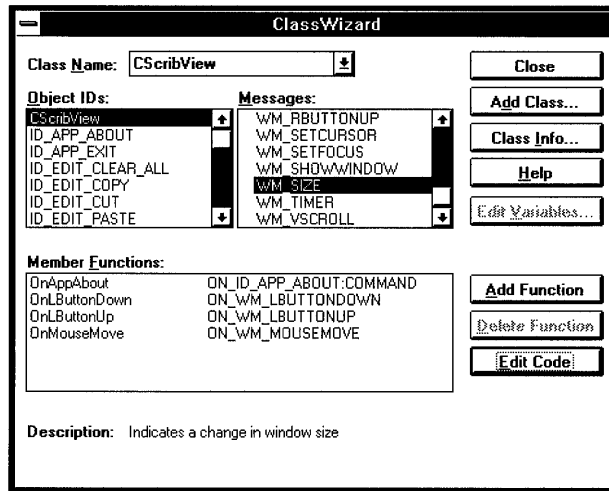 ClassWizard
Class Name: CScribView
Close
Object IDs:
CScribView
ID_APP_ABOUT
ID_APP_EXIT
ID_EDIT_CLEAR_ALL
ID_EDIT_COPY
ID_EDIT_CUT
ID_EDIT_PASTE
Messages:
WM_RBUTTONUP
WM_SETCURSOR
WM_SETFOCUS
WM_SHOWWINDOW
WM_SIZE
WM_TIMER
WM_VSCROLL
Add Class...
Class Info...
Help
Edit Variables...
Member Functions:
OnAppAbout ON_ID_APP_ABOUT:COMMAND
OnLButtonDown ON_WM_LBUTTONDOWN
OnLButtonUp ON_WM_LBUTTONUP
OnMouseMove ON_WM_MOUSEMOVE
Add Function
Delete Function
Edit Code
Description: Indicates a change in window size